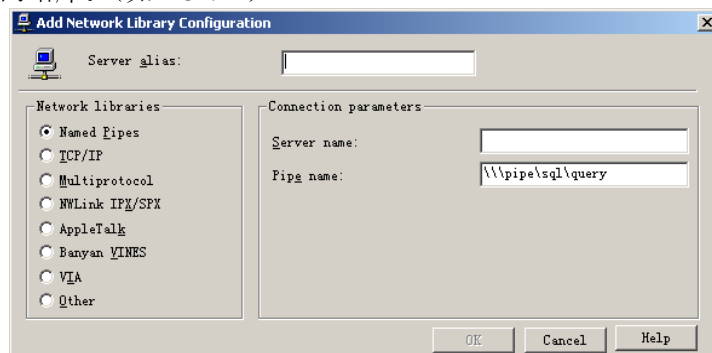 Add Network Library Configuration
Server alias:
Network libraries
Named Pipes
TCP/IP
Multiprotocol
NWLink IPX/SPX
AppleTalk
Banyan VINES
VIA
Other
Connection parameters
Server name:
Pipe name: \\\pipe\sql\query
OK Cancel Help